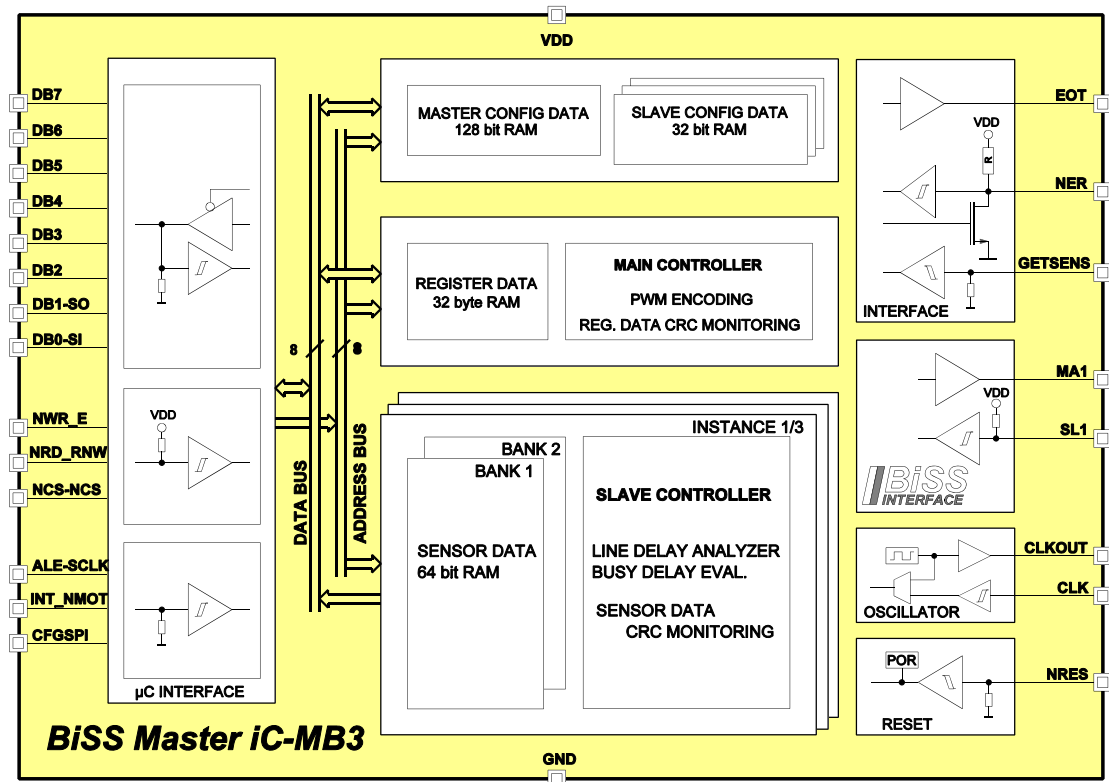 VDD
DB7
DB6
DB5
DB4
DB3
DB2
DB1-SO
DB0-SI
NWR_E
NRD_RNW
NCS-NCS
ALE-SCLK
INT_NMOT
CFGSPI
VDD
µC INTERFACE
8
8
DATA BUS
ADDRESS BUS
MASTER CONFIG DATA
128 bit RAM
SLAVE CONFIG DATA
32 bit RAM
REGISTER DATA
32 byte RAM
MAIN CONTROLLER
PWM ENCODING
REG. DATA CRC MONITORING
INSTANCE 1/3
BANK 2
BANK 1
SENSOR DATA
64 bit RAM
SLAVE CONTROLLER
LINE DELAY ANALYZER
BUSY DELAY EVAL.
SENSOR DATA
CRC MONITORING
EOT
VDD
R
NER
GETSENS
INTERFACE
MA1
VDD
SL1
BiSS
INTERFACE
CLKOUT
CLK
OSCILLATOR
POR
NRES
RESET
BiSS Master iC-MB3
GND